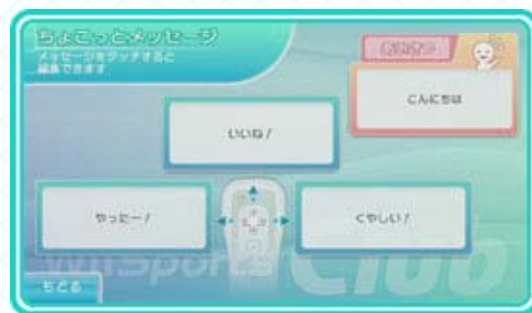 ちょこっとメッセージ
メッセージをタッチすると
編集できます
こんにちは
いいね!
やったー!
くやしい!
Wii Sports Club
もどる